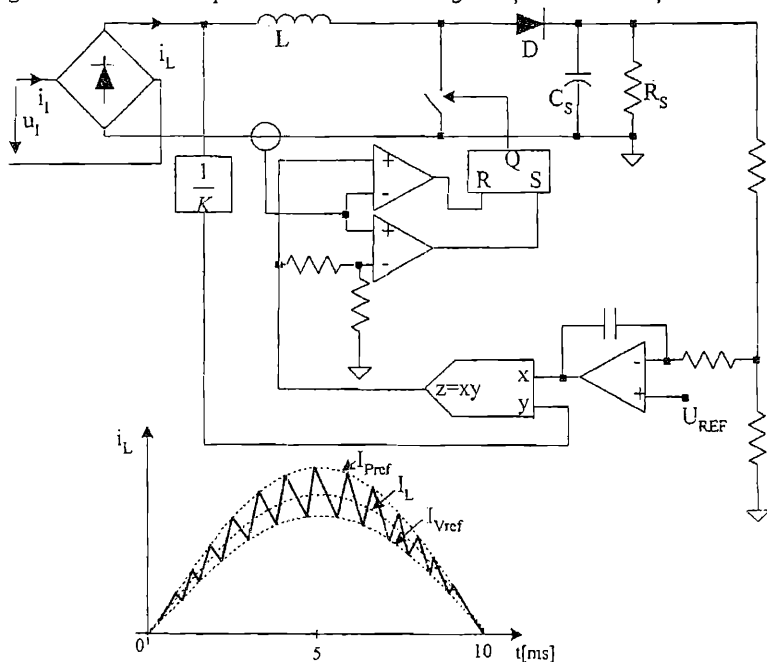 i_L
L
D
i_I
u_I
C_S
R_S
1
K
Q
R S
+
-
+
-
z=xy
x
y
-
+
U_REF
i_L
I_Pref
I_L
I_Vref
0
5
10
t[ms]